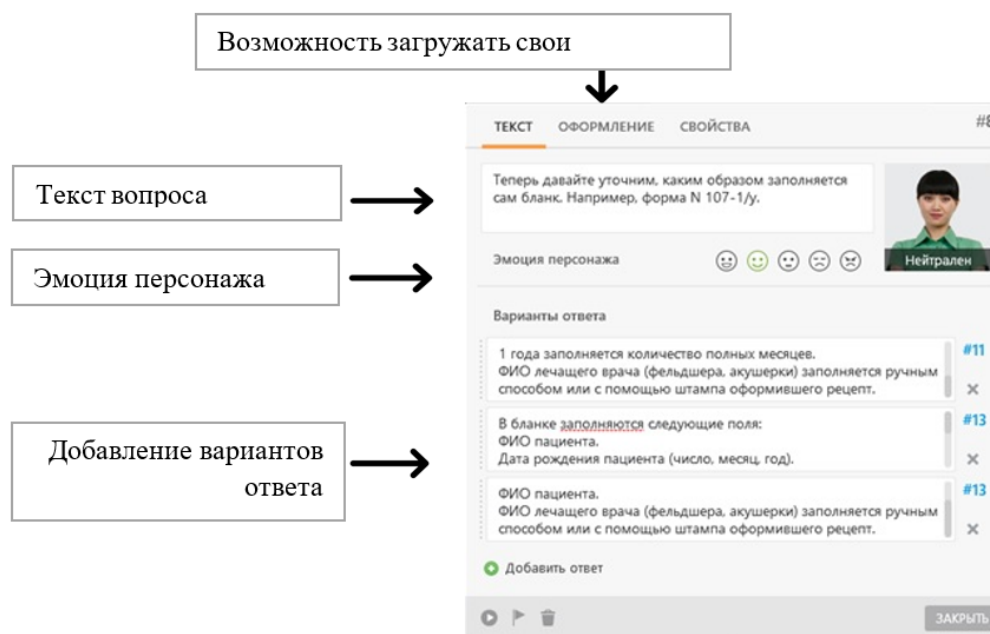 Возможность загружать свои
ТЕКСТ ОФОРМЛЕНИЕ СВОЙСТВА #8
Текст вопроса
Теперь давайте уточним, каким образом заполняется
сам бланк. Например, форма N 107-1/у.
Эмоция персонажа
Эмоция персонажа
Нейтрален
Варианты ответа
1 года заполняется количество полных месяцев.
ФИО лечащего врача (фельдшера, акушерки) заполняется ручным
способом или с помощью штампа оформившего рецепт.
#11
Добавление вариантов
ответа
В бланке заполняются следующие поля:
ФИО пациента.
Дата рождения пациента (число, месяц, год).
#13
ФИО пациента.
ФИО лечащего врача (фельдшера, акушерки) заполняется ручным
способом или с помощью штампа оформившего рецепт.
#13
Добавить ответ
ЗАКРЫТЬ